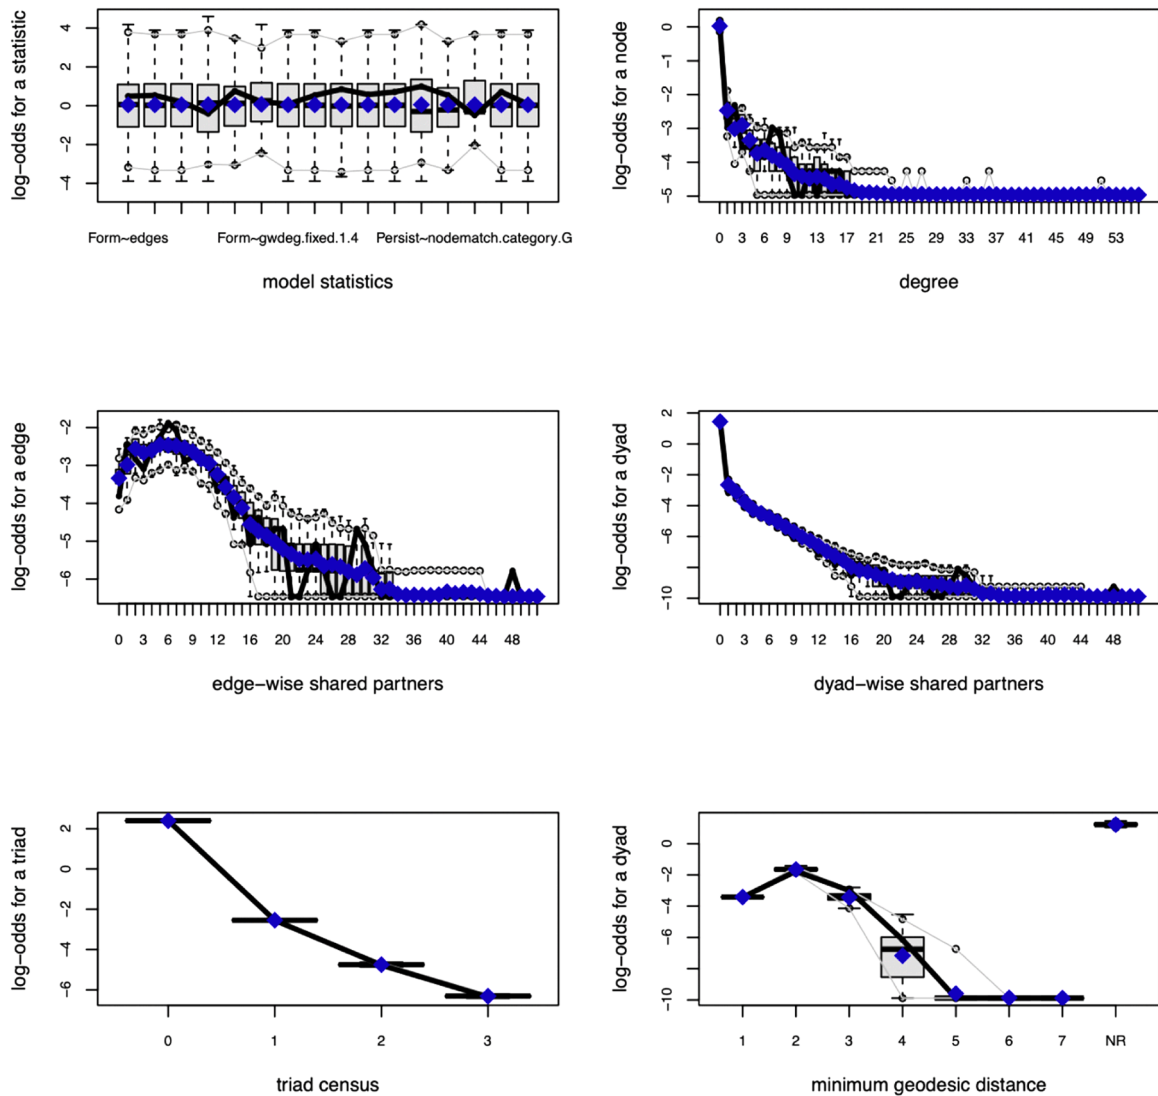 log−odds for a statistic
4
2
0
−2
−4
Form~edges Form~gwdeg.fixed.1.4 Persist~nodematch.category.G
model statistics
log−odds for a node
0
−1
−2
−3
−4
−5
0 3 6 9 13 17 21 25 29 33 37 41 45 49 53
degree
log−odds for a edge
−2
−3
−4
−5
−6
0 3 6 9 12 16 20 24 28 32 36 40 44 48
edge−wise shared partners
log−odds for a dyad
2
0
−2
−4
−6
−10
0 3 6 9 12 16 20 24 28 32 36 40 44 48
dyad−wise shared partners
log−odds for a triad
2
0
−2
−4
−6
0 1 2 3
triad census
log−odds for a dyad
0
−2
−4
−6
−10
1 2 3 4 5 6 7 NR
minimum geodesic distance